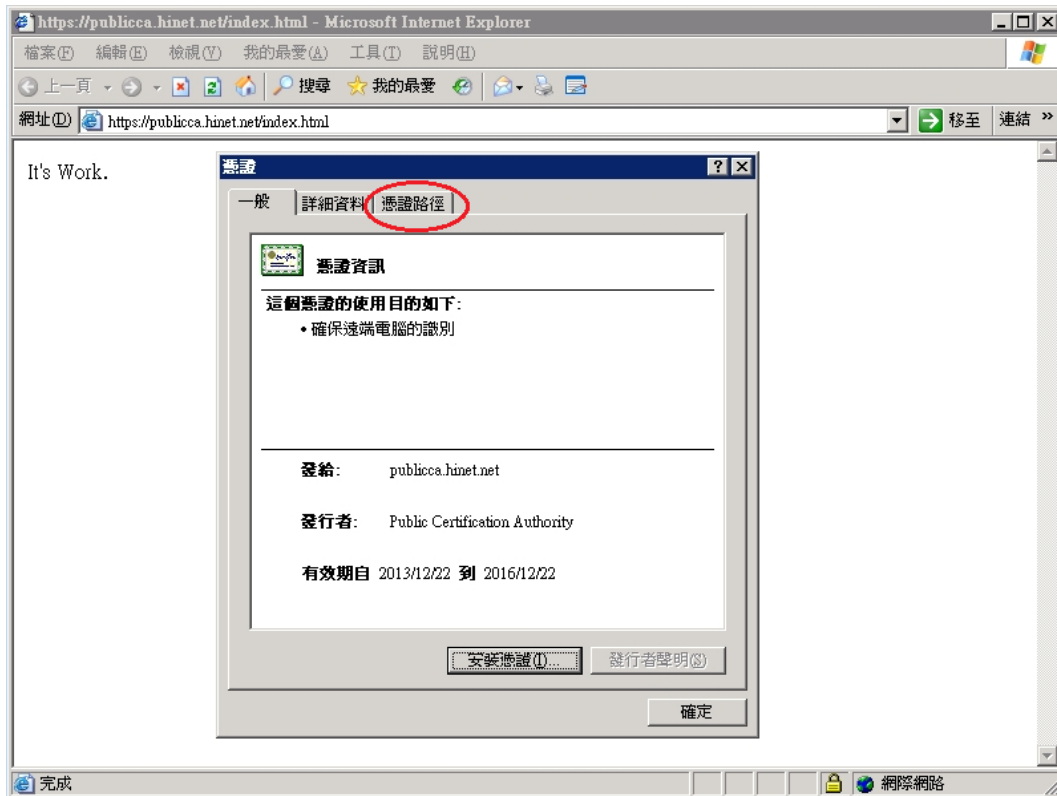 https://publicca.hinet.net/index.html - Microsoft Internet Explorer
檔案(F) 編輯(E) 檢視(V) 我的最愛(A) 工具(T) 說明(H)
上一頁 搜尋 我的最愛
網址(D) https://publicca.hinet.net/index.html 移至 連結 »
It's Work.
憑證
一般 詳細資料 憑證路徑
憑證資訊
這個憑證的使用目的如下:
• 確保遠端電腦的識別
發給: publicca.hinet.net
發行者: Public Certification Authority
有效期自 2013/12/22 到 2016/12/22
安裝憑證(I)... 發行者聲明(S)
確定
完成 網際網路